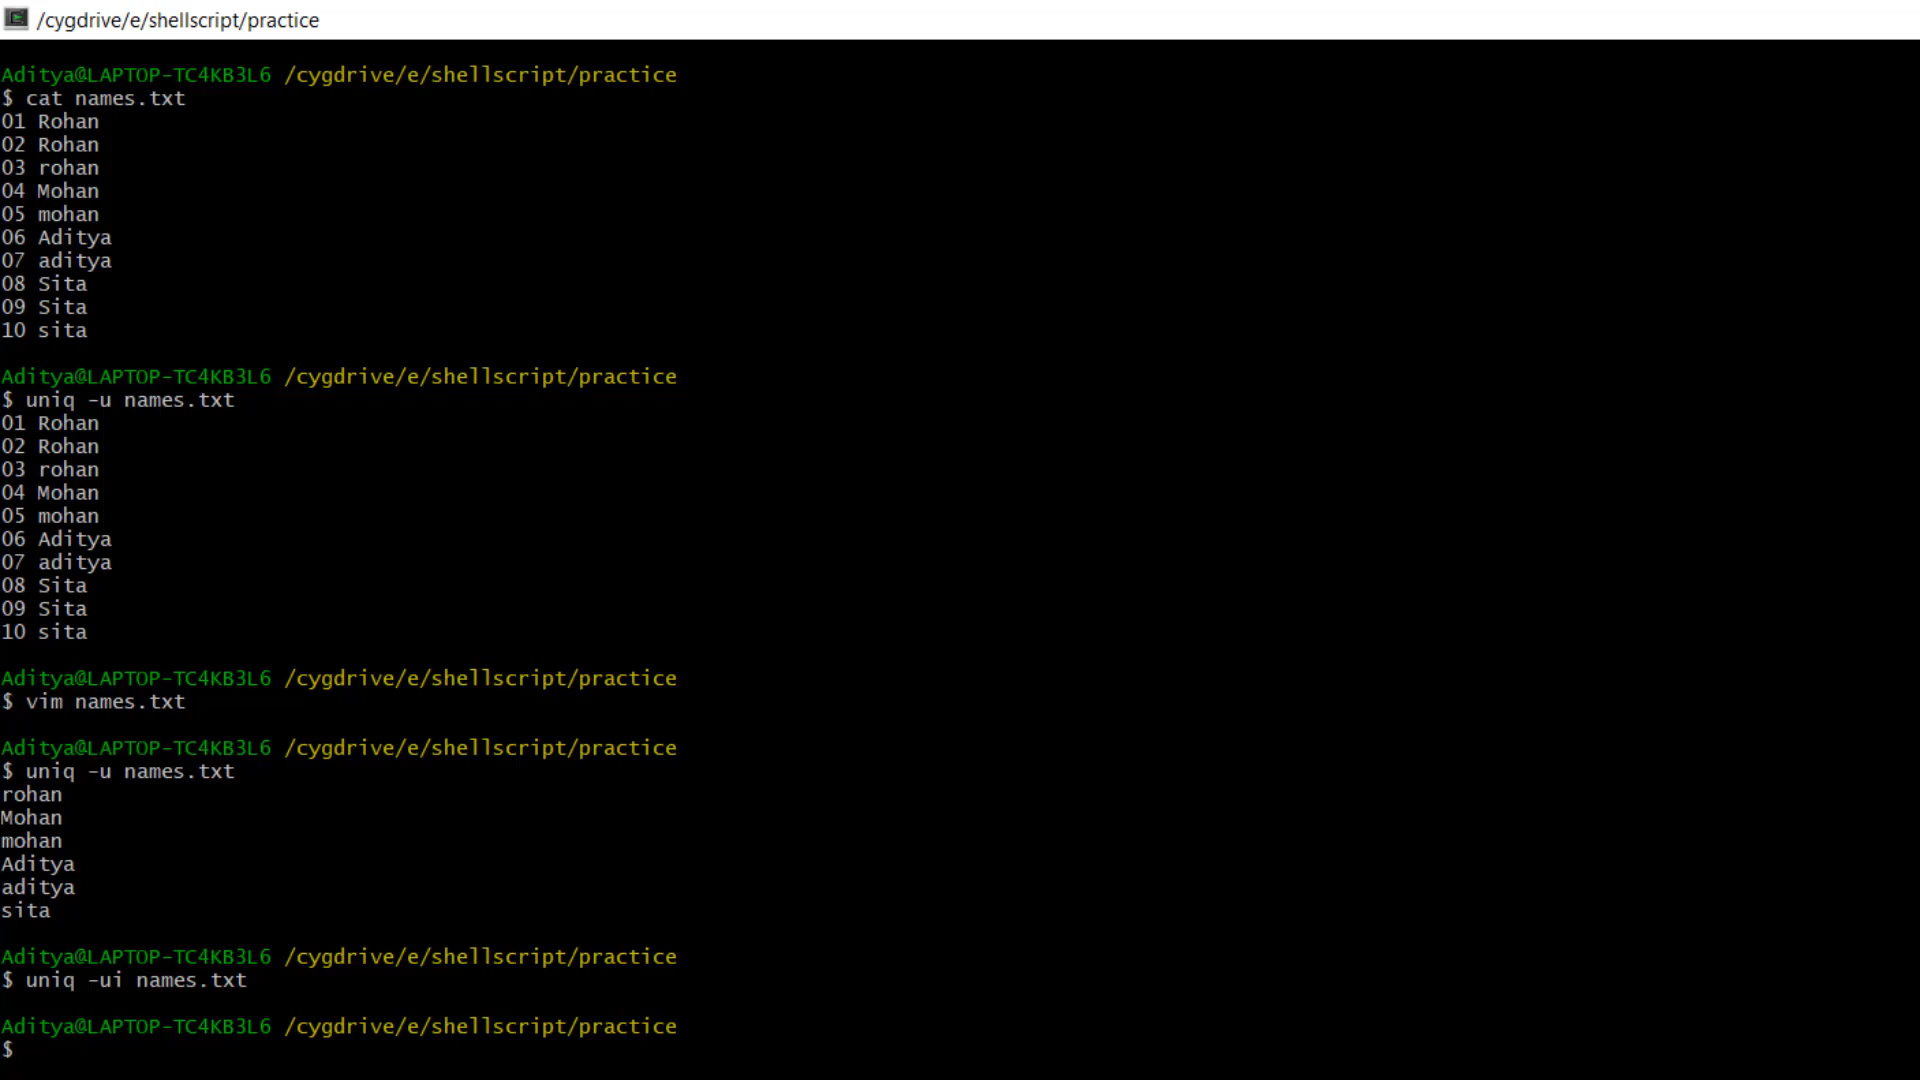 /cygdrive/e/shellscript/practice
Aditya@LAPTOP-TC4KB3L6 /cygdrive/e/shellscript/practice
$ cat names.txt
01 Rohan
02 Rohan
03 rohan
04 Mohan
05 mohan
06 Aditya
07 aditya
08 Sita
09 Sita
10 sita
Aditya@LAPTOP-TC4KB3L6 /cygdrive/e/shellscript/practice
$ uniq -u names.txt
01 Rohan
02 Rohan
03 rohan
04 Mohan
05 mohan
06 Aditya
07 aditya
08 Sita
09 Sita
10 sita
Aditya@LAPTOP-TC4KB3L6 /cygdrive/e/shellscript/practice
$ vim names.txt
Aditya@LAPTOP-TC4KB3L6 /cygdrive/e/shellscript/practice
$ uniq -u names.txt
rohan
Mohan
mohan
Aditya
aditya
sita
Aditya@LAPTOP-TC4KB3L6 /cygdrive/e/shellscript/practice
$ uniq -ui names.txt
Aditya@LAPTOP-TC4KB3L6 /cygdrive/e/shellscript/practice
$